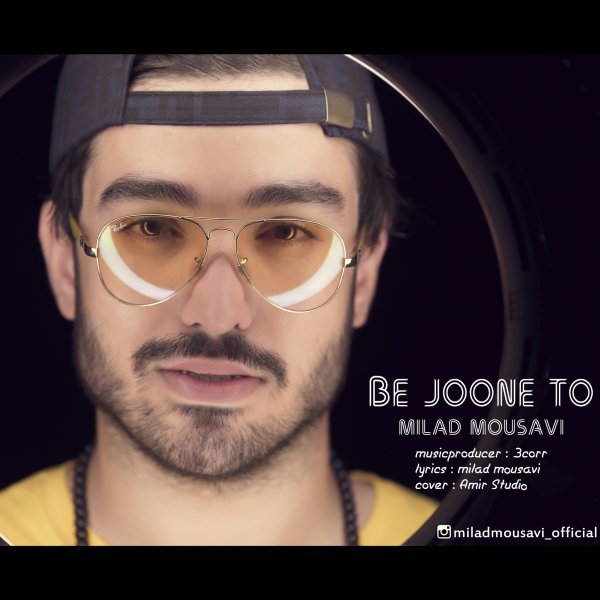 Be joone to
milad mousavi
musicproducer : 3corr
lyrics : milad mousavi
cover : Amir Studio
miladmousavi_official